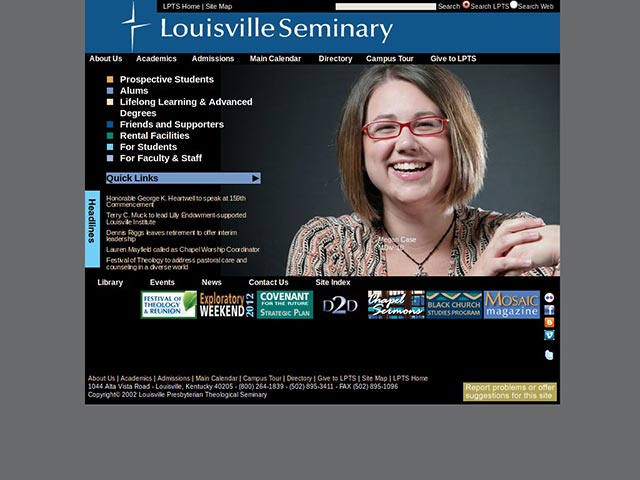 LPTS Home | Site Map
Search Search LPTS Search Web
Louisville Seminary
About Us Academics Admissions Main Calendar Directory Campus Tour Give to LPTS
Prospective Students
Alums
Lifelong Learning & Advanced
Degrees
Friends and Supporters
Rental Facilities
For Students
For Faculty & Staff
Quick Links
Headlines
Honorable George K. Heartwell to speak at 159th
Commencement
Terry C. Muck to lead Lilly Endowment-supported
Louisville Institute
Dennis Riggs leaves retirement to offer interim
leadership
Lauren Mayfield called as Chapel Worship Coordinator
Festival of Theology to address pastoral care and
counseling in a diverse world
Megan Case
Library Events News Contact Us Site Index
FESTIVAL OF
THEOLOGY
& REUNION
Exploratory
WEEKEND
2012
COVENANT
FOR THE FUTURE
STRATEGIC PLAN
D2D
Chapel
Sermons
BLACK CHURCH
STUDIES PROGRAM
MOSAIC
magazine
About Us | Academics | Admissions | Main Calendar | Campus Tour | Directory | Give to LPTS | Site Map | LPTS Home
1044 Alta Vista Road - Louisville, Kentucky 40205 - (800) 264-1839 - (502) 895-3411 - FAX (502) 895-1096
Copyright© 2002 Louisville Presbyterian Theological Seminary
Report problems or offer
suggestions for this site